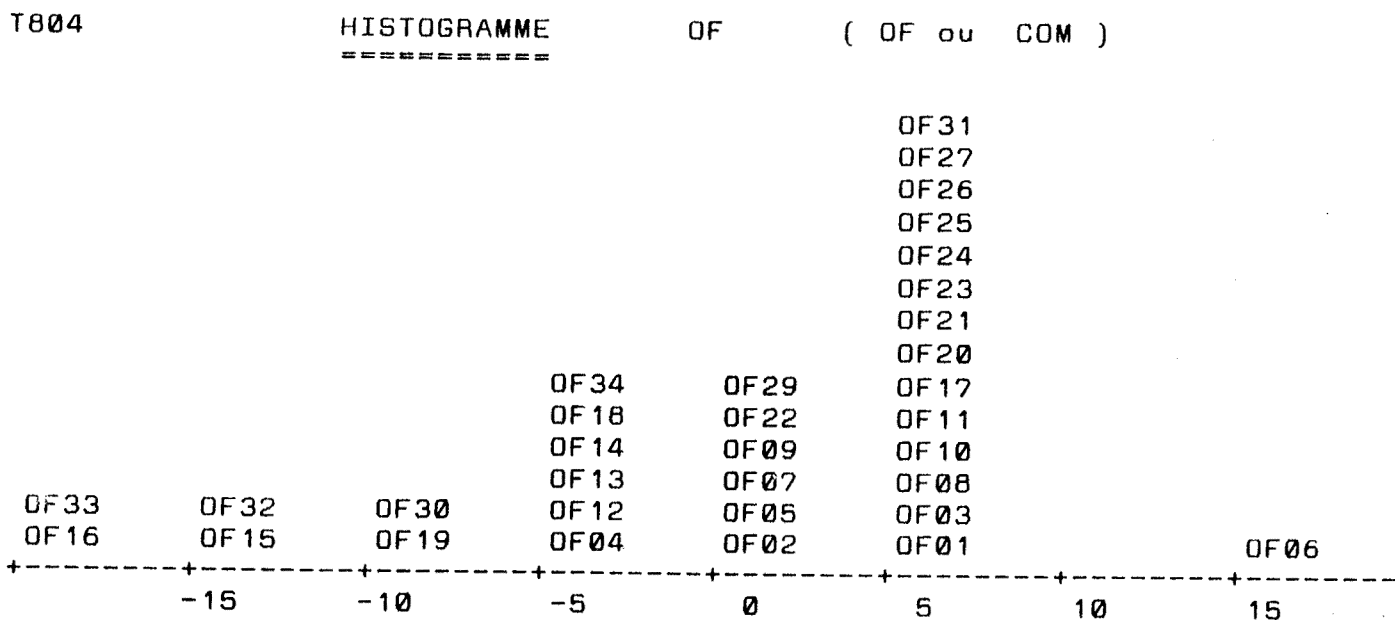 T804 HISTOGRAMME OF ( OF ou COM )
===========
OF31
OF27
OF26
OF25
OF24
OF23
OF21
OF20
OF34 OF29 OF17
OF18 OF22 OF11
OF14 OF09 OF10
OF13 OF07 OF08
OF33 OF32 OF30 OF12 OF05 OF03
OF16 OF15 OF19 OF04 OF02 OF01 OF06
+---------+---------+---------+---------+---------+---------+---------+---------
-15 -10 -5 0 5 10 15